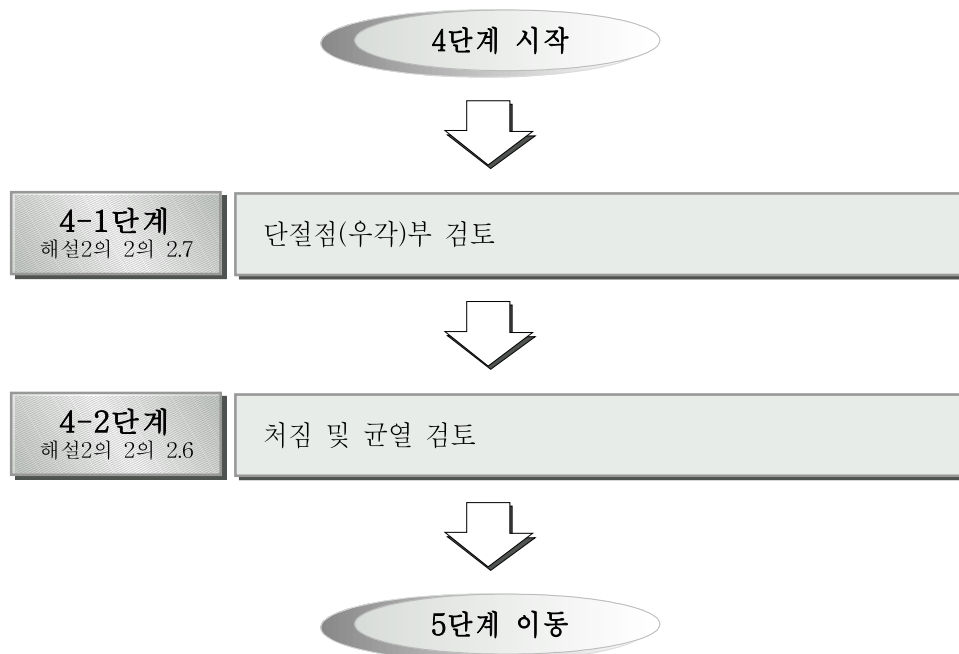 4단계 시작
4-1단계
해설2의 2의 2.7
단절점(우각)부 검토
4-2단계
해설2의 2의 2.6
처짐 및 균열 검토
5단계 이동